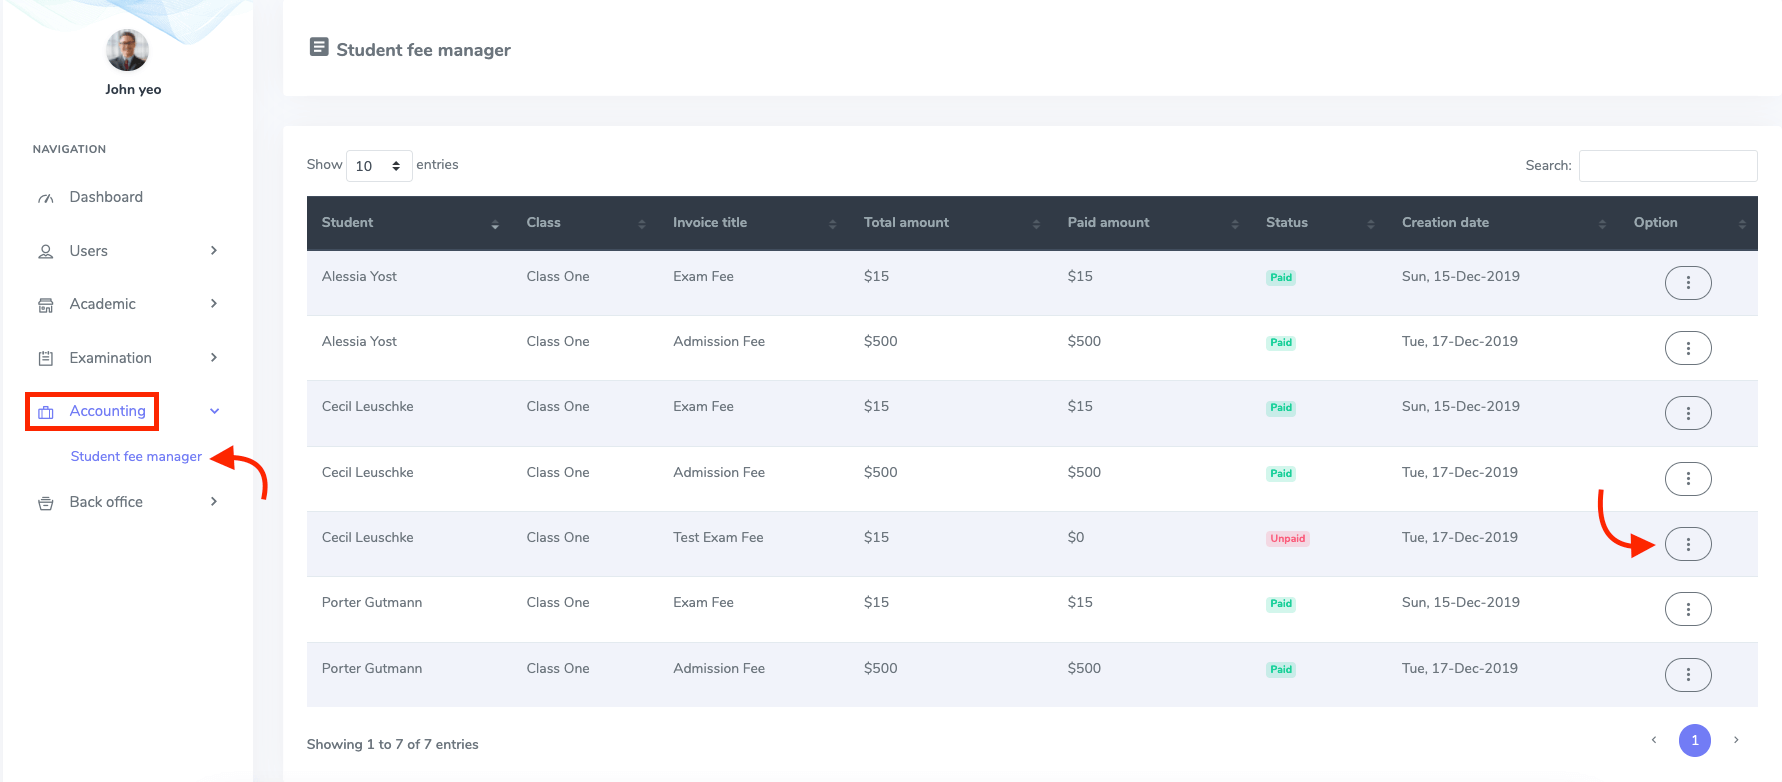 John yeo
NAVIGATION
Dashboard
Users
Academic
Examination
Accounting
Student fee manager
Back office
Student fee manager
Show 10 entries
Search:
Student Class Invoice title Total amount Paid amount Status Creation date Option
Alessia Yost Class One Exam Fee $15 $15 Paid Sun, 15-Dec-2019
Alessia Yost Class One Admission Fee $500 $500 Paid Tue, 17-Dec-2019
Cecil Leuschke Class One Exam Fee $15 $15 Paid Sun, 15-Dec-2019
Cecil Leuschke Class One Admission Fee $500 $500 Paid Tue, 17-Dec-2019
Cecil Leuschke Class One Test Exam Fee $15 $0 Unpaid Tue, 17-Dec-2019
Porter Gutmann Class One Exam Fee $15 $15 Paid Sun, 15-Dec-2019
Porter Gutmann Class One Admission Fee $500 $500 Paid Tue, 17-Dec-2019
Showing 1 to 7 of 7 entries
1